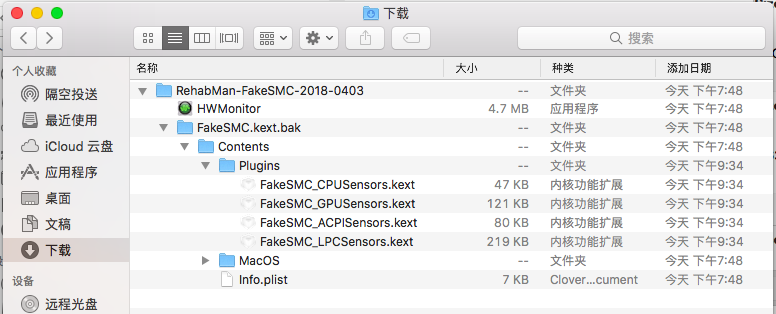 下载
搜索
个人收藏
隔空投送
最近使用
iCloud 云盘
应用程序
桌面
文稿
下载
设备
远程光盘
名称 大小 种类 添加日期
RehabMan-FakeSMC-2018-0403 -- 文件夹 今天 下午7:48
HWMonitor 4.7 MB 应用程序 今天 下午7:48
FakeSMC.kext.bak -- 文件夹 今天 下午7:48
Contents -- 文件夹 今天 下午7:48
Plugins -- 文件夹 今天 下午9:34
FakeSMC_CPUSensors.kext 47 KB 内核功能扩展 今天 下午9:34
FakeSMC_GPUSensors.kext 121 KB 内核功能扩展 今天 下午9:34
FakeSMC_ACPISensors.kext 80 KB 内核功能扩展 今天 下午9:34
FakeSMC_LPCSensors.kext 219 KB 内核功能扩展 今天 下午9:34
MacOS -- 文件夹 今天 下午7:48
Info.plist 7 KB Clover...cument 今天 下午7:48